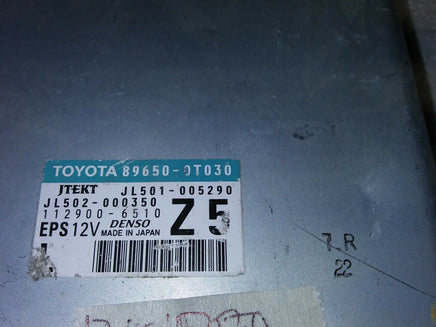 TOYOTA 89650-0T030
JTEKT JL501-005290
JL502-000350
112900-6510 Z5
EPS 12V DENSO
MADE IN JAPAN
7 R
22